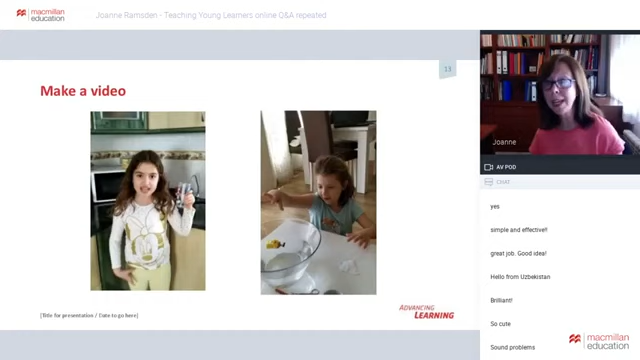 macmillan
education
Joanne Ramsden - Teaching Young Learners online Q&A repeated
13
Make a video
[Title for presentation / Date to go here]
ADVANCING
LEARNING
Joanne
AV POD
CHAT
yes
simple and effective!!
great job. Good idea!
Hello from Uzbekistan
Brilliant!
So cute
Sound problems
macmillan
education